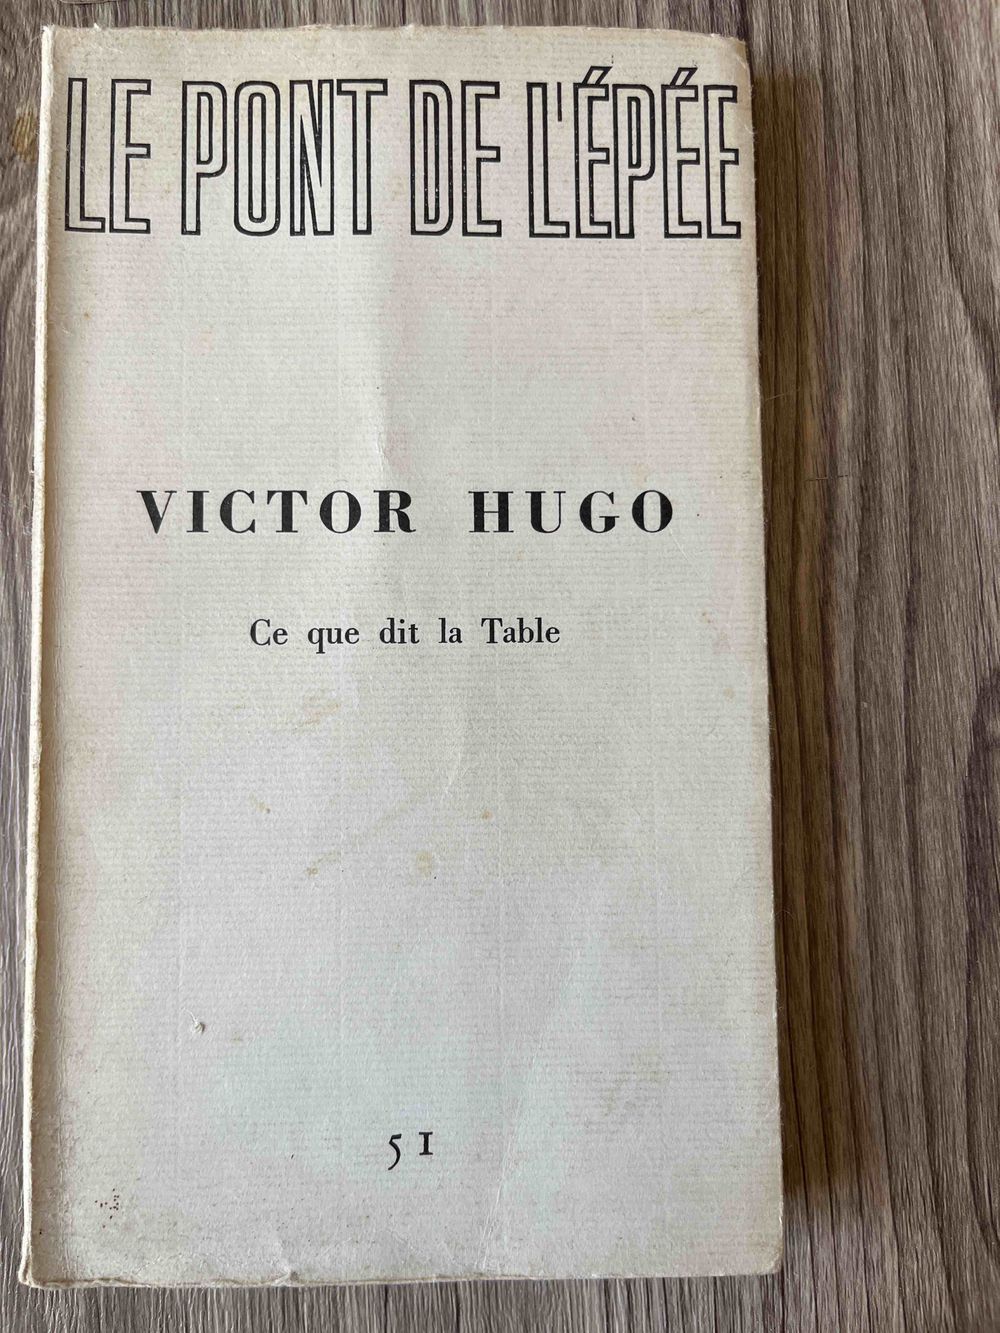 LE PONT DE L'ÉPÉE
VICTOR HUGO
Ce que dit la Table
51